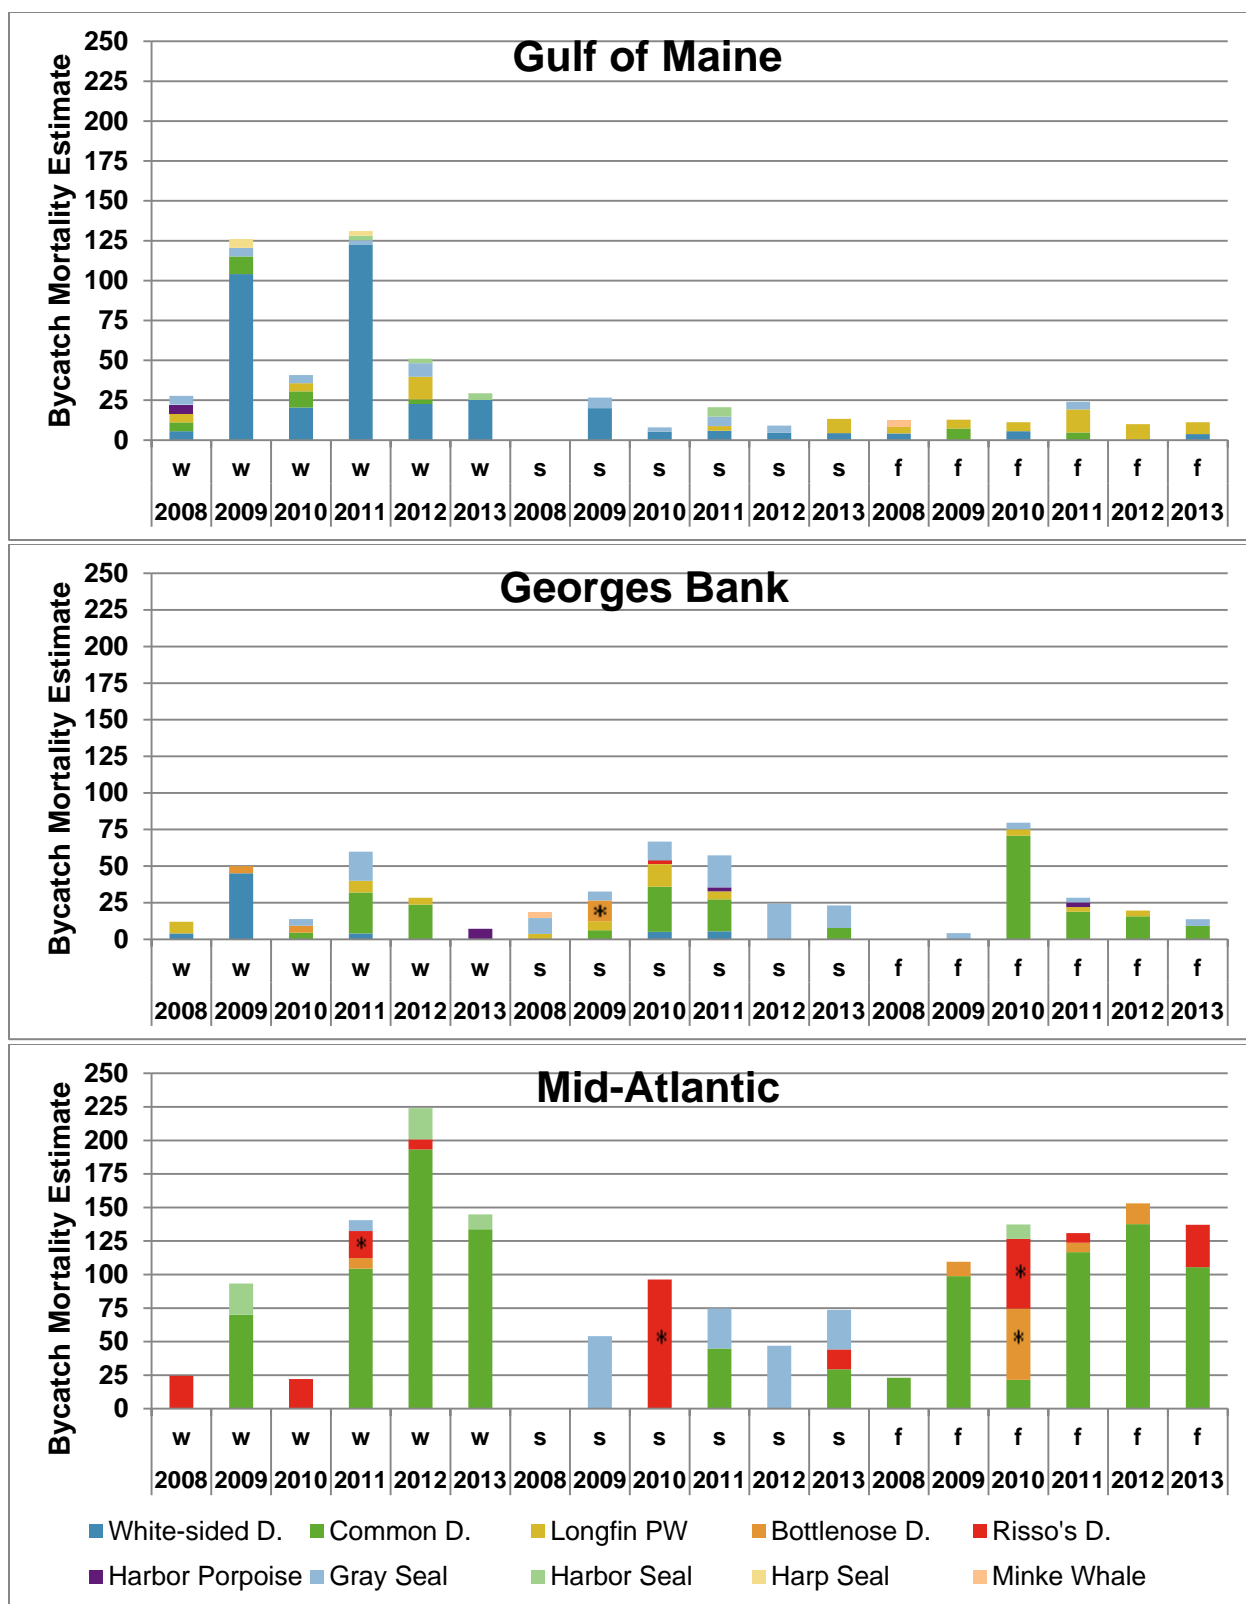 Gulf of Maine
Bycatch Mortality Estimate
250
225
200
175
150
125
100
75
50
25
0
w w w w w w s s s s s s f f f f f f
2008 2009 2010 2011 2012 2013 2008 2009 2010 2011 2012 2013 2008 2009 2010 2011 2012 2013
Georges Bank
Bycatch Mortality Estimate
250
225
200
175
150
125
100
75
50
25
0
*
w w w w w w s s s s s s f f f f f f
2008 2009 2010 2011 2012 2013 2008 2009 2010 2011 2012 2013 2008 2009 2010 2011 2012 2013
Mid-Atlantic
Bycatch Mortality Estimate
250
225
200
175
150
125
100
75
50
25
0
* * * *
w w w w w w s s s s s s f f f f f f
2008 2009 2010 2011 2012 2013 2008 2009 2010 2011 2012 2013 2008 2009 2010 2011 2012 2013
White-sided D. Common D. Longfin PW Bottlenose D. Risso's D.
Harbor Porpoise Gray Seal Harbor Seal Harp Seal Minke Whale